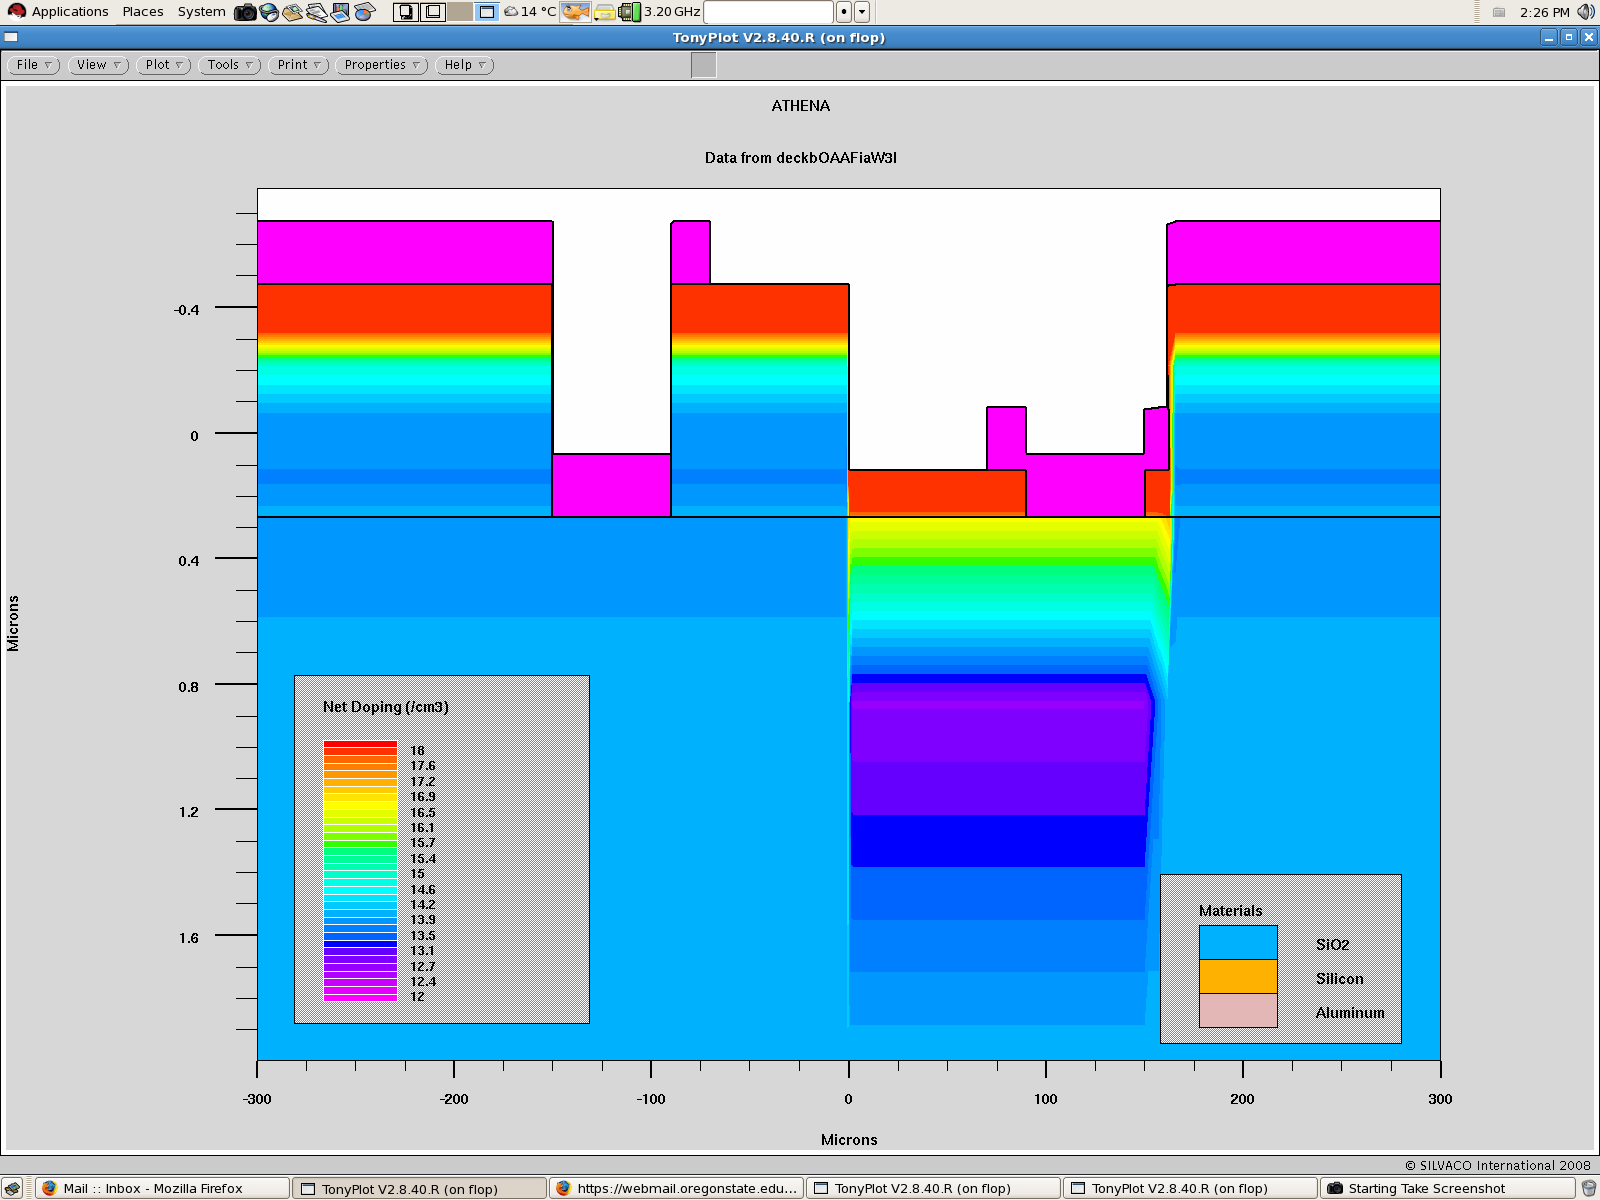 Applications Places System 14 °C 3.20 GHz 2:26 PM
TonyPlot V2.8.40.R (on flop)
File View Plot Tools Print Properties Help
ATHENA
Data from deckbOAAFiaW3l
-0.4
0
0.4
0.8
1.2
1.6
Microns
Net Doping (/cm3)
18
17.6
17.2
16.9
16.5
16.1
15.7
15.4
15
14.6
14.2
13.9
13.5
13.1
12.7
12.4
12
Materials
SiO2
Silicon
Aluminum
-300 -200 -100 0 100 200 300
Microns
© SILVACO International 2008
Mail :: Inbox - Mozilla Firefox TonyPlot V2.8.40.R (on flop) https://webmail.oregonstate.edu... TonyPlot V2.8.40.R (on flop) TonyPlot V2.8.40.R (on flop) Starting Take Screenshot